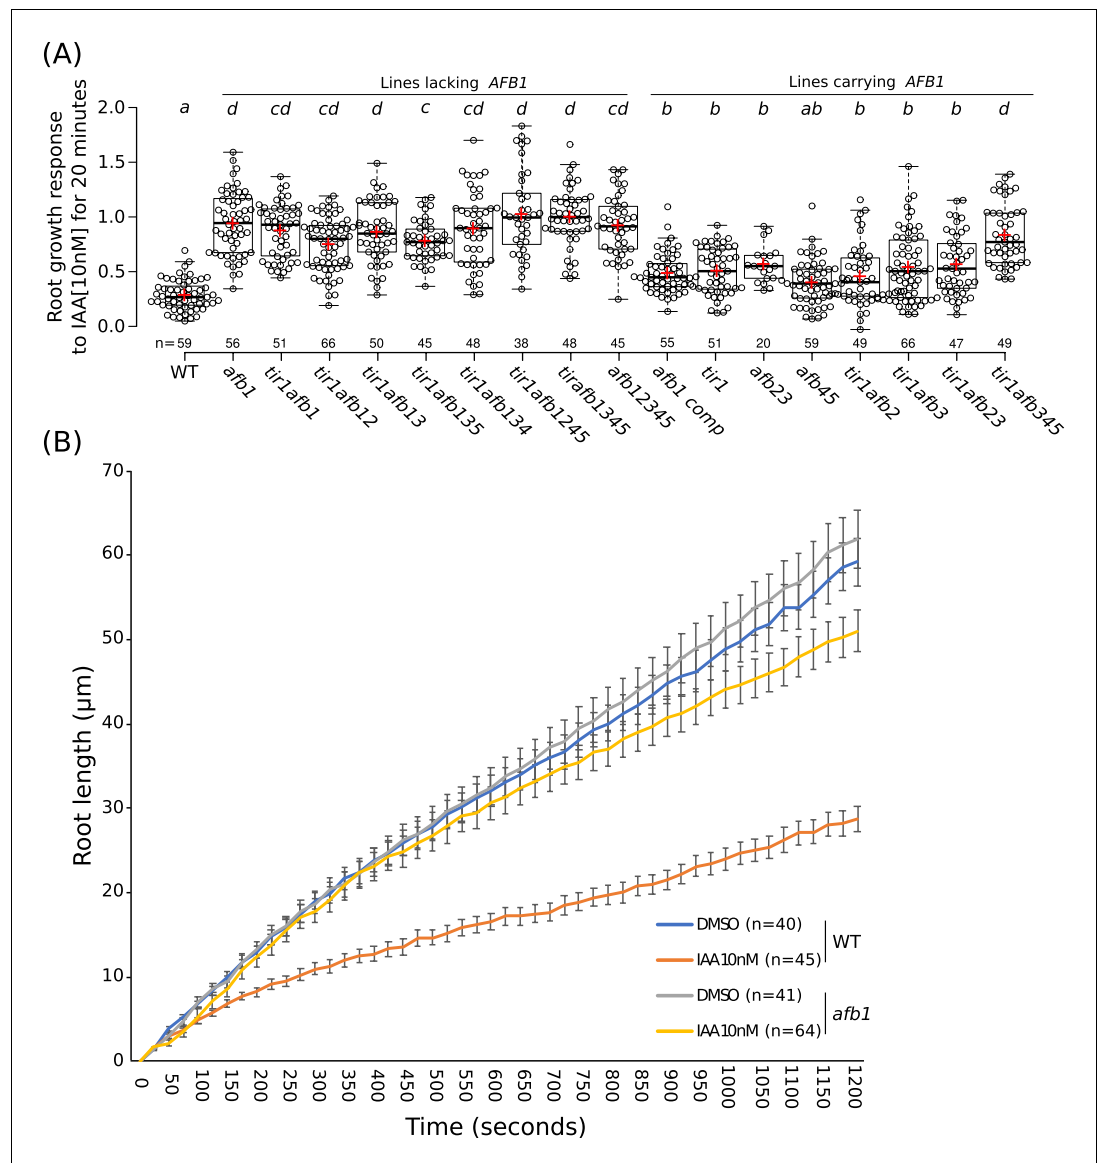 (A)
Lines lacking AFB1
Lines carrying AFB1
Root growth response
to IAA[10nM] for 20 minutes
a d cd cd d c cd d d cd b b b ab b b b d
2.0
1.5
1.0
0.5
0.0
n=59 56 51 66 50 45 48 38 48 45 55 51 20 59 49 66 47 49
WT
afb1
tir1afb1
tir1afb12
tir1afb13
tir1afb135
tir1afb134
tir1afb1245
tirafb1345
afb12345
afb1 comp
tir1
afb23
afb45
tir1afb2
tir1afb3
tir1afb23
tir1afb345
(B)
Root length (μm)
70
60
50
40
30
20
10
0
DMSO (n=40)
IAA10nM (n=45)
WT
DMSO (n=41)
IAA10nM (n=64)
afb1
0 50 100 150 200 250 300 350 400 450 500 550 600 650 700 750 800 850 900 950 1000 1050 1100 1150 1200
Time (seconds)